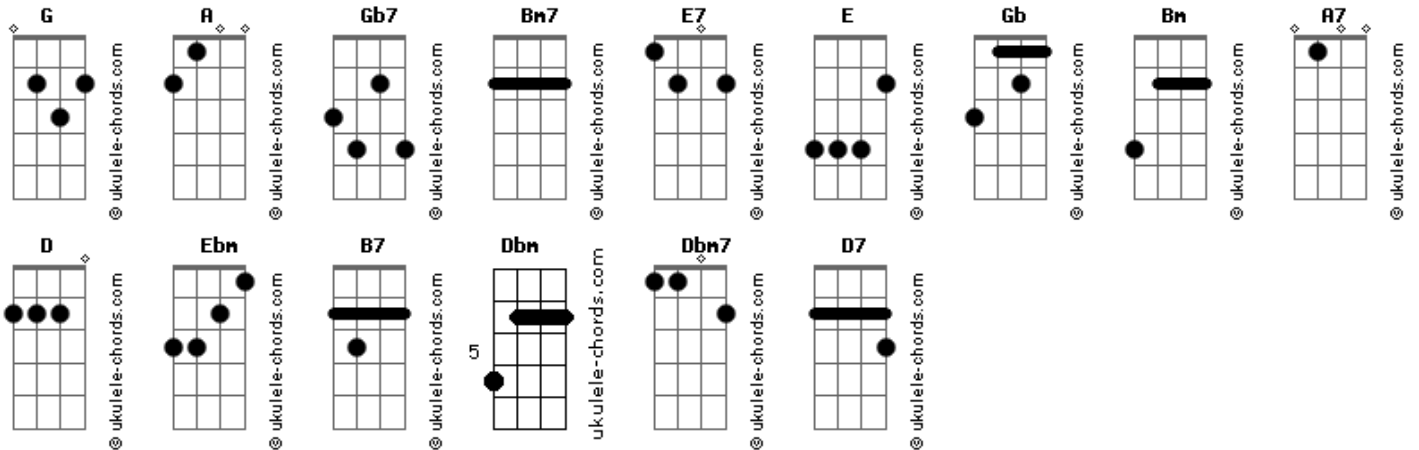 G A Gb7 Bm7 E7 E Gb Bm A7
© ukulele-chords.com © ukulele-chords.com © ukulele-chords.com © ukulele-chords.com © ukulele-chords.com © ukulele-chords.com © ukulele-chords.com © ukulele-chords.com © ukulele-chords.com
D Ebm B7 Dbm Dbm7 D7
© ukulele-chords.com © ukulele-chords.com © ukulele-chords.com 5 ukulele-chords.com © ukulele-chords.com © ukulele-chords.com